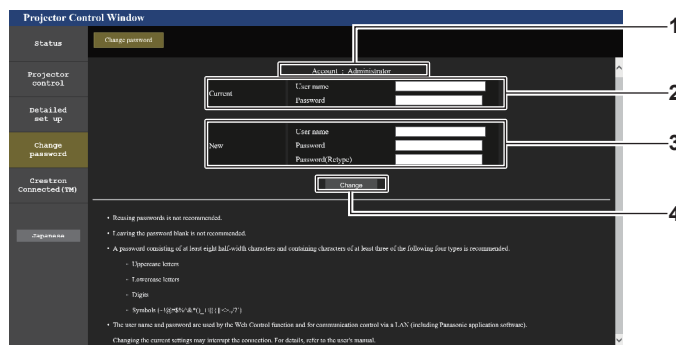 Projector Control Window
Status
Projector
control
Detailed
set up
Change
password
Crestron
Connected(TM)
Japanese
Change password
Account : Administrator
Current
User name
Password
New
User name
Password
Password(Retype)
Change
1
2
3
4
• Reusing passwords is not recommended.
• Leaving the password blank is not recommended.
• A password consisting of at least eight half-width characters and containing characters of at least three of the following four types is recommended.
- Uppercase letters
- Lowercase letters
- Digits
- Symbols
• The user name and password are used by the Web Control function and for communication control via a LAN (including Panasonic application software).
Changing the current settings may interrupt the connection. For details, refer to the user's manual.